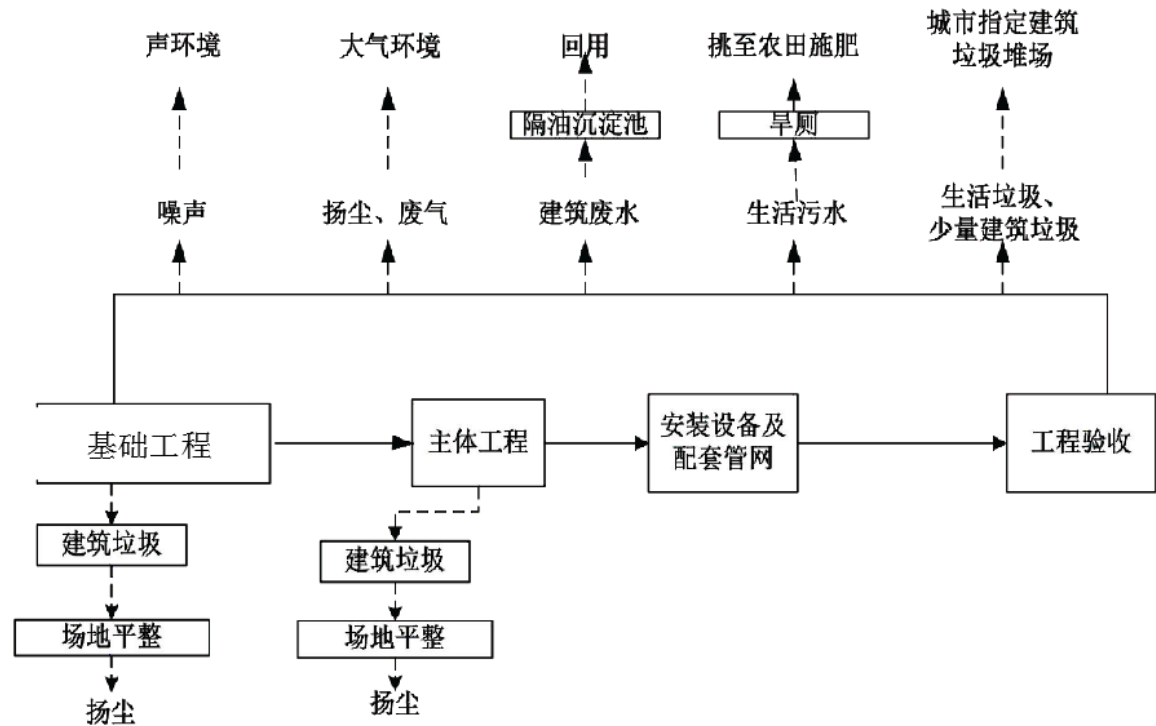 声环境
大气环境
回用
挑至农田施肥
城市指定建筑
垃圾堆场
隔油沉淀池
旱厕
噪声
扬尘、废气
建筑废水
生活污水
生活垃圾、
少量建筑垃圾
基础工程
主体工程
安装设备及
配套管网
工程验收
建筑垃圾
建筑垃圾
场地平整
场地平整
扬尘
扬尘